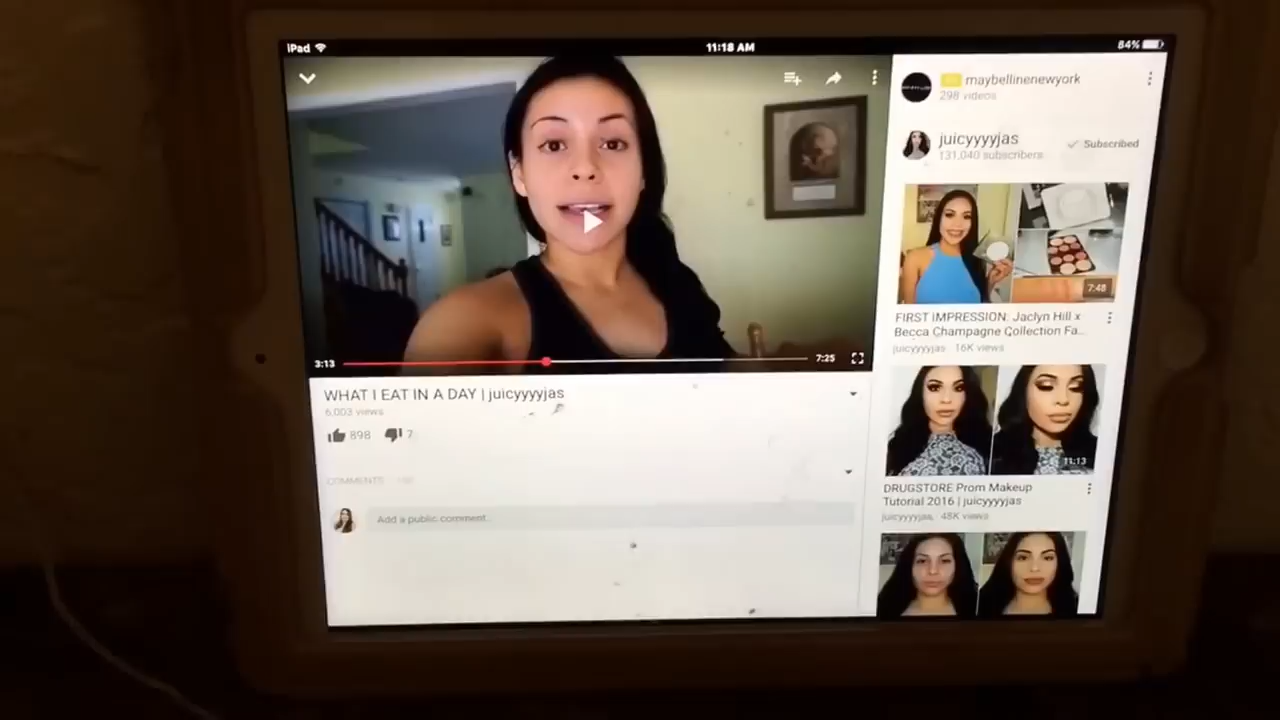 iPad
11:18 AM
84%
3:13
7:25
WHAT I EAT IN A DAY | juicyyyyjas
6,003 views
898
7
COMMENTS
Add a public comment...
maybellinenewyork
298 videos
juicyyyyjas
131,040 subscribers
Subscribed
7:48
FIRST IMPRESSION: Jaclyn Hill x
Becca Champagne Collection Fa...
juicyyyyjas 16K views
11:13
DRUGSTORE Prom Makeup
Tutorial 2016 | juicyyyyjas
juicyyyyjas, 48K views